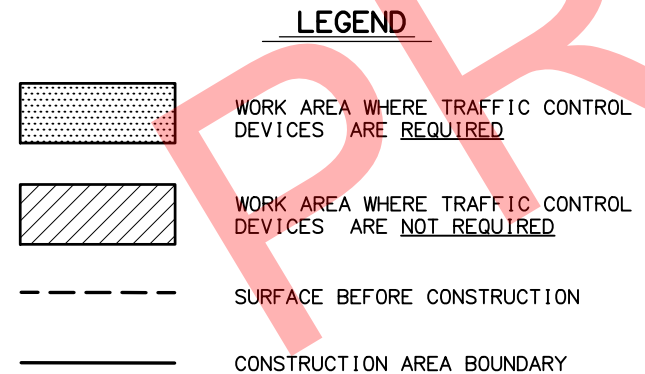 LEGEND
WORK AREA WHERE TRAFFIC CONTROL
DEVICES ARE REQUIRED
WORK AREA WHERE TRAFFIC CONTROL
DEVICES ARE NOT REQUIRED
SURFACE BEFORE CONSTRUCTION
CONSTRUCTION AREA BOUNDARY
PR